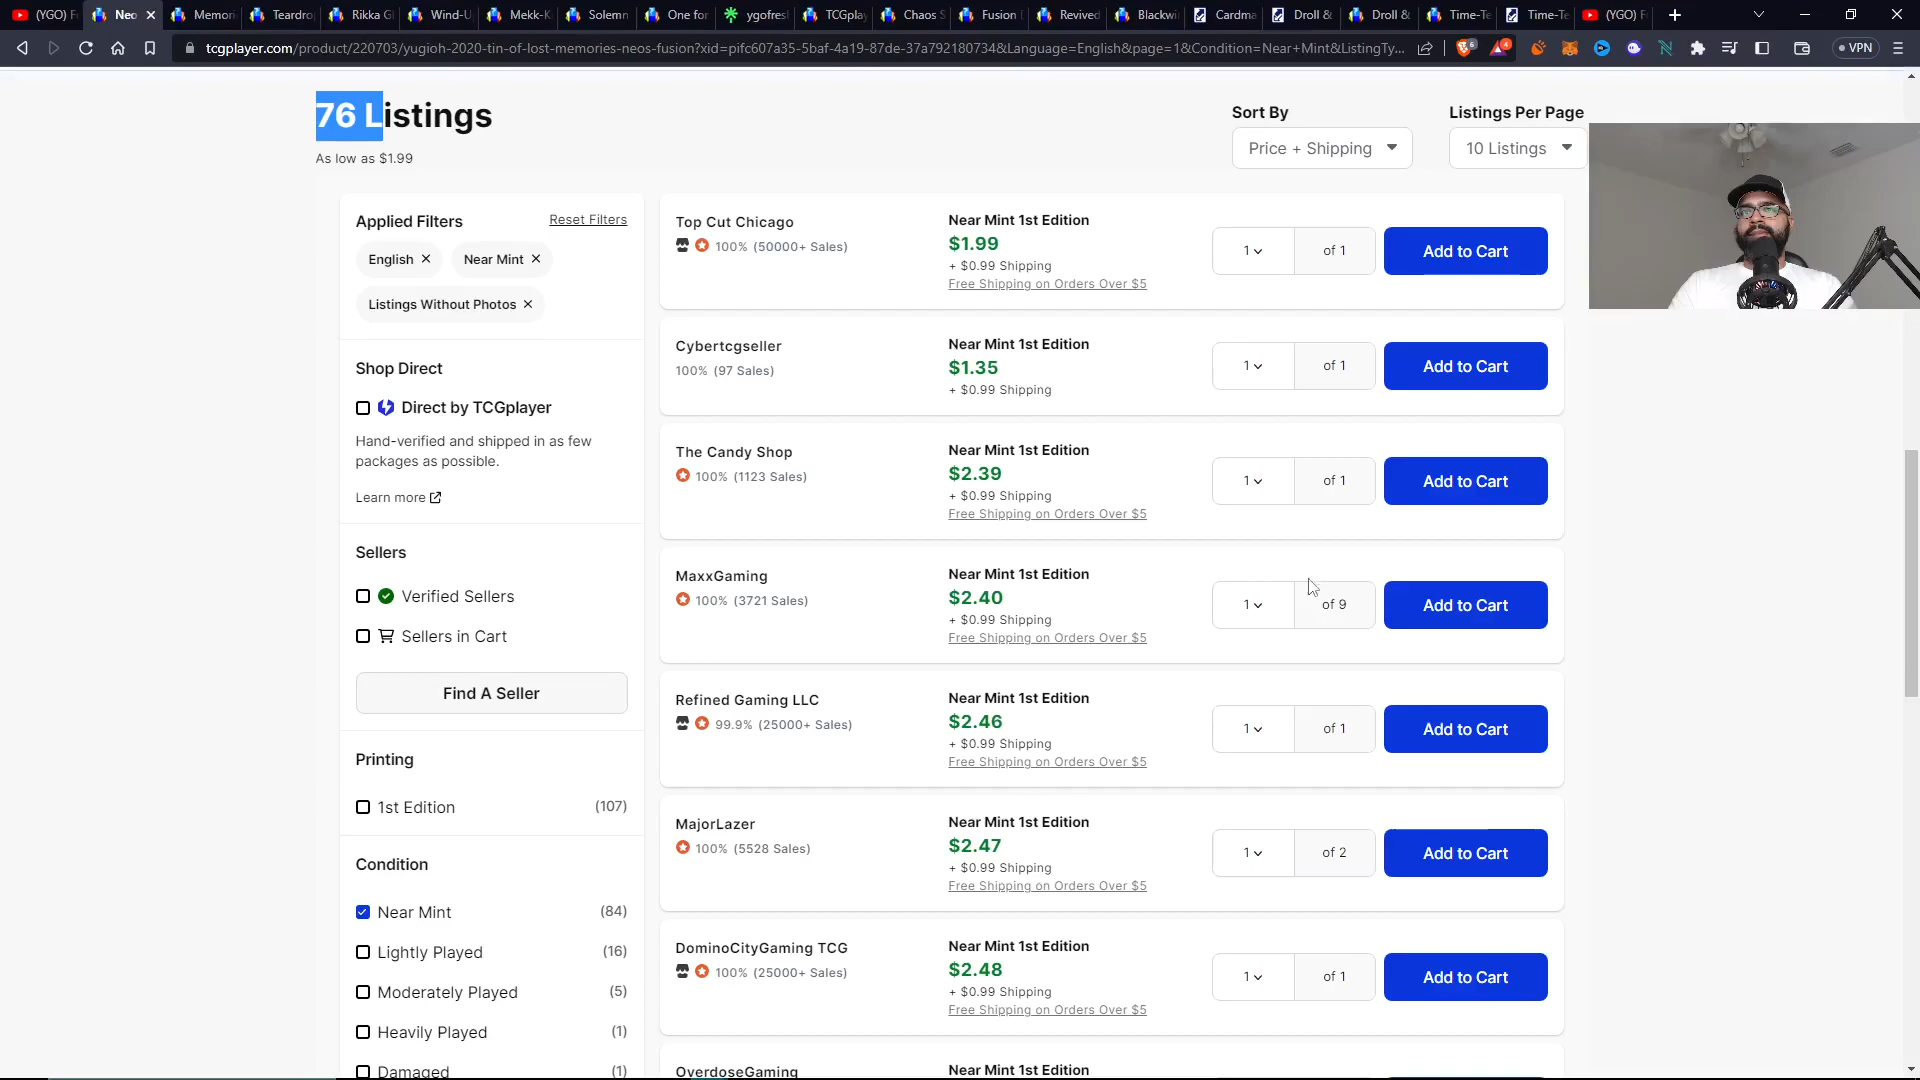 (YGO) F
Neo
Memori
Teardro
Rikka Gl
Wind-U
Mekk-K
Solemn
One for
ygofres
TCGplay
Chaos S
Fusion
Revived
Blackwi
Cardma
Droll &
Droll &
Time-Te
Time-Te
(YGO) F
tcgplayer.com/product/220703/yugioh-2020-tin-of-lost-memories-neos-fusion?xid=pifc607a35-5baf-4a19-87de-37a792180734&Language=English&page=1&Condition=Near+Mint&ListingTy...
VPN
76 Listings
As low as $1.99
Sort By
Price + Shipping
Listings Per Page
10 Listings
Applied Filters
Reset Filters
English
Near Mint
Listings Without Photos
Shop Direct
Direct by TCGplayer
Hand-verified and shipped in as few
packages as possible.
Learn more
Sellers
Verified Sellers
Sellers in Cart
Find A Seller
Printing
1st Edition (107)
Condition
Near Mint (84)
Lightly Played (16)
Moderately Played (5)
Heavily Played (1)
Damaged (1)
Top Cut Chicago
100% (50000+ Sales)
Near Mint 1st Edition
$1.99
+ $0.99 Shipping
Free Shipping on Orders Over $5
1 of 1
Add to Cart
Cybertcgseller
100% (97 Sales)
Near Mint 1st Edition
$1.35
+ $0.99 Shipping
1 of 1
Add to Cart
The Candy Shop
100% (1123 Sales)
Near Mint 1st Edition
$2.39
+ $0.99 Shipping
Free Shipping on Orders Over $5
1 of 1
Add to Cart
MaxxGaming
100% (3721 Sales)
Near Mint 1st Edition
$2.40
+ $0.99 Shipping
Free Shipping on Orders Over $5
1 of 9
Add to Cart
Refined Gaming LLC
99.9% (25000+ Sales)
Near Mint 1st Edition
$2.46
+ $0.99 Shipping
Free Shipping on Orders Over $5
1 of 1
Add to Cart
MajorLazer
100% (5528 Sales)
Near Mint 1st Edition
$2.47
+ $0.99 Shipping
Free Shipping on Orders Over $5
1 of 2
Add to Cart
DominoCityGaming TCG
100% (25000+ Sales)
Near Mint 1st Edition
$2.48
+ $0.99 Shipping
Free Shipping on Orders Over $5
1 of 1
Add to Cart
OverdoseGaming
Near Mint 1st Edition